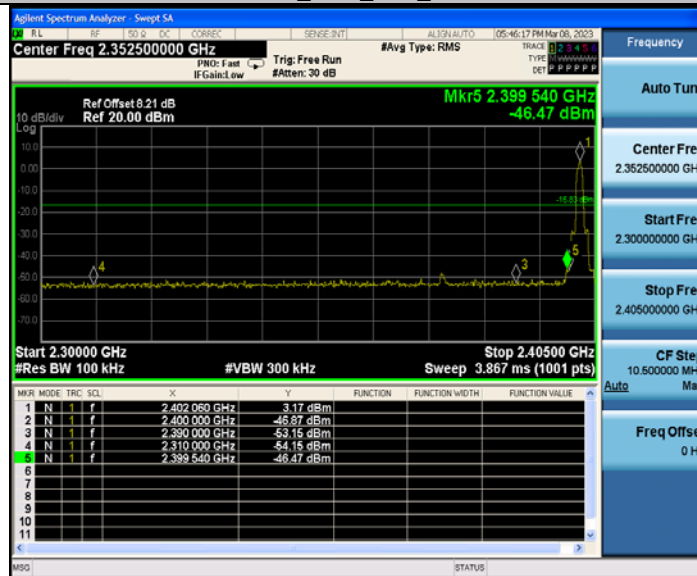 Agilent Spectrum Analyzer - Swept SA
RL RF 50 Ω DC CORREC SENSE:INT ALIGN AUTO 05:46:17 PM Mar 08, 2023
Center Freq 2.352500000 GHz
#Avg Type: RMS
TRACE 1 2 3 4 5 6
PNO: Fast Trig: Free Run TYPE M
IFGain:Low #Atten: 30 dB DET P P P P P P
Mkr5 2.399 540 GHz
-46.47 dBm
Ref Offset 8.21 dB
10 dB/div Ref 20.00 dBm
Log
10.0
0.00
-10.0
-20.0
-30.0
-40.0
-50.0
-60.0
-70.0
1
4
3
5
Start 2.30000 GHz Stop 2.40500 GHz
#Res BW 100 kHz #VBW 300 kHz Sweep 3.867 ms (1001 pts)
MKR MODE TRC SCL X Y FUNCTION FUNCTION WIDTH FUNCTION VALUE
1 N 1 f 2.402 060 GHz 3.17 dBm
2 N 1 f 2.400 000 GHz -46.87 dBm
3 N 1 f 2.390 000 GHz -53.15 dBm
4 N 1 f 2.310 000 GHz -54.15 dBm
5 N 1 f 2.399 540 GHz -46.47 dBm
6
7
8
9
10
11
MSG STATUS
Frequency
Auto Tun
Center Fre
2.352500000 GH
Start Fre
2.300000000 GH
Stop Fre
2.405000000 GH
CF Ste
10.500000 MH
Auto Ma
Freq Offse
0 H